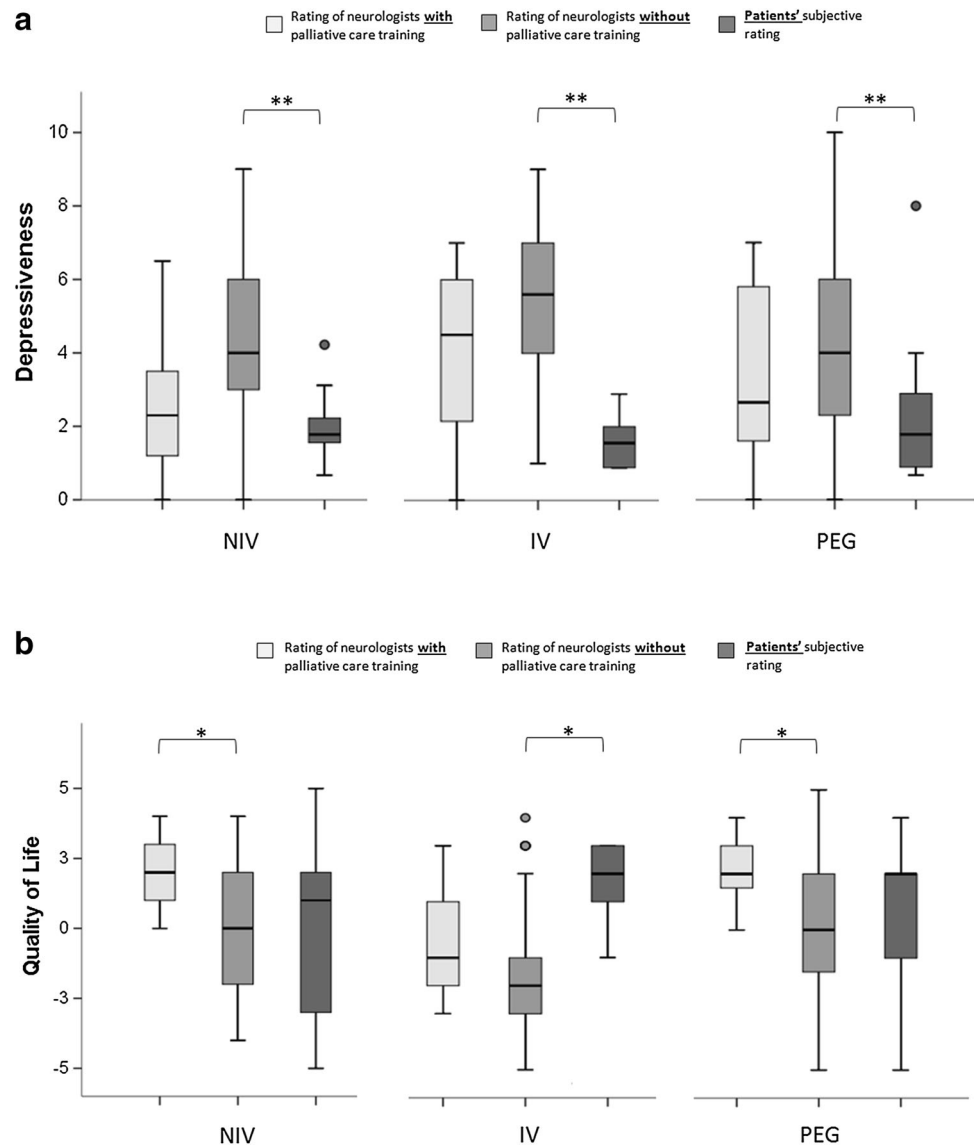 a
Rating of neurologists with
palliative care training
Rating of neurologists without
palliative care training
Patients' subjective
rating
**
**
**
10
8
6
4
2
0
Depressiveness
NIV
IV
PEG
b
Rating of neurologists with
palliative care training
Rating of neurologists without
palliative care training
Patients' subjective
rating
*
*
*
5
3
0
-3
-5
Quality of Life
NIV
IV
PEG